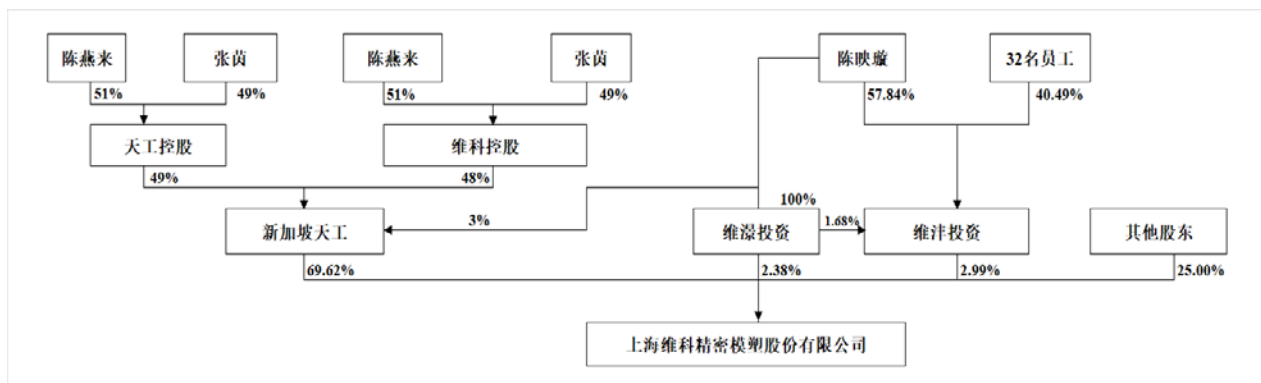 陈燕来 张茵 陈燕来 张茵 陈映璇 32名员工
51% 49% 51% 49% 57.84% 40.49%
天工控股 维科控股
49% 48%
3% 100% 1.68%
新加坡天工 维澋投资 维沣投资 其他股东
69.62% 2.38% 2.99% 25.00%
上海维科精密模塑股份有限公司